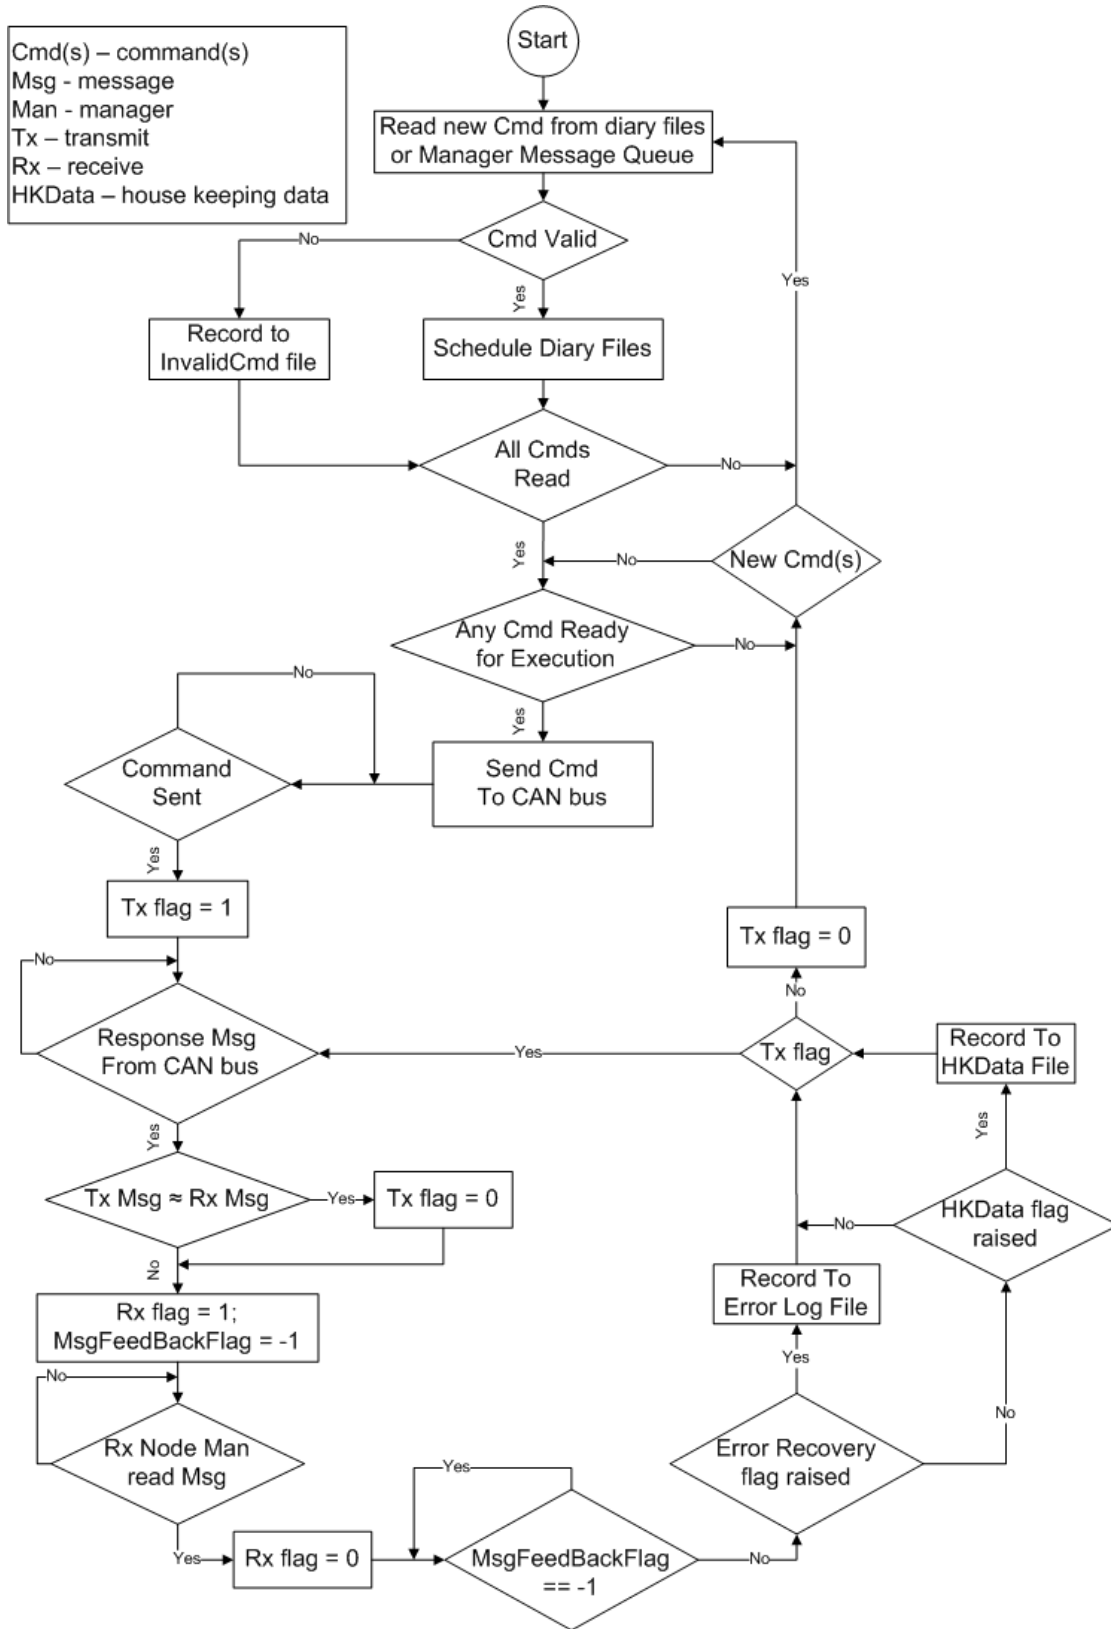 Start
Cmd(s) – command(s)
Msg - message
Man - manager
Tx – transmit
Rx – receive
HKData – house keeping data
Read new Cmd from diary files
or Manager Message Queue
No
Cmd Valid
Yes
Yes
Record to
InvalidCmd file
Schedule Diary Files
All Cmds
Read
No
Yes
No
New Cmd(s)
Any Cmd Ready
for Execution
No
No
Yes
Command
Sent
Send Cmd
To CAN bus
Yes
Tx flag = 1
Tx flag = 0
No
No
Response Msg
From CAN bus
Yes
Tx flag
Record To
HKData File
Yes
Yes
Tx Msg ≈ Rx Msg
Yes
Tx flag = 0
HKData flag
raised
No
No
Rx flag = 1;
MsgFeedBackFlag = -1
Record To
Error Log File
Yes
No
No
Rx Node Man
read Msg
Error Recovery
flag raised
Yes
Yes
Rx flag = 0
MsgFeedBackFlag
== -1
No